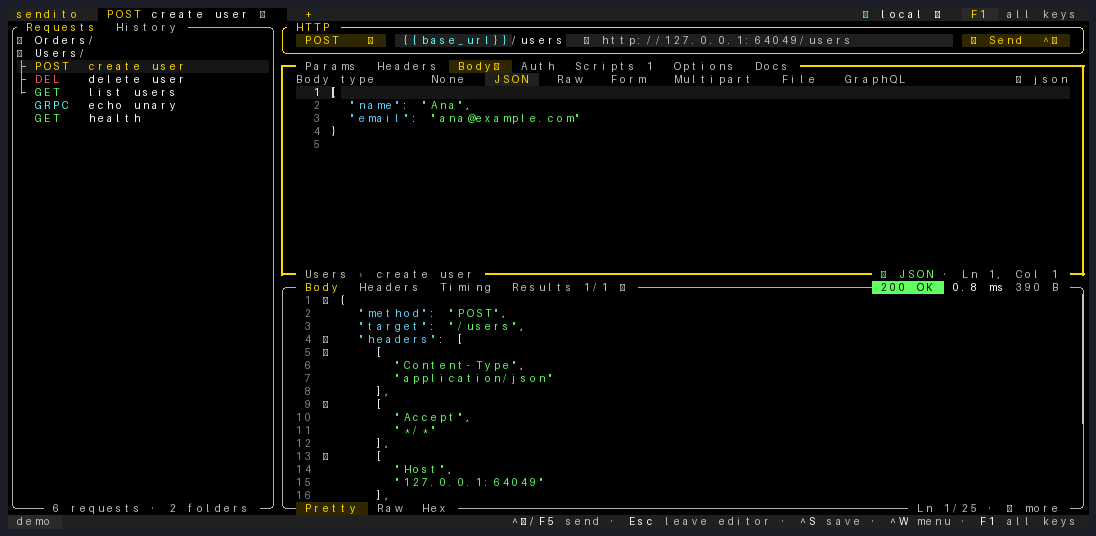 sendito POST create user + local F1 all keys
Requests History
Orders/
Users/
POST create user
DEL delete user
GET list users
GRPC echo unary
GET health
6 requests · 2 folders
HTTP
POST {{base_url}}/users http://127.0.0.1:64049/users Send ^
Params Headers Body Auth Scripts 1 Options Docs
Body type None JSON Raw Form Multipart File GraphQL json
1 {
2 "name": "Ana",
3 "email": "ana@example.com"
4 }
5
Users › create user JSON · Ln 1, Col 1
Body Headers Timing Results 1/1 200 OK 0.8 ms 390 B
1 {
2 "method": "POST",
3 "target": "/users",
4 "headers": [
5 [
6 "Content-Type",
7 "application/json"
8 ],
9 [
10 "Accept",
11 "*/*"
12 ],
13 [
14 "Host",
15 "127.0.0.1:64049"
16 ],
Pretty Raw Hex Ln 1/25 · more
demo ^/F5 send · Esc leave editor · ^S save · ^W menu · F1 all keys